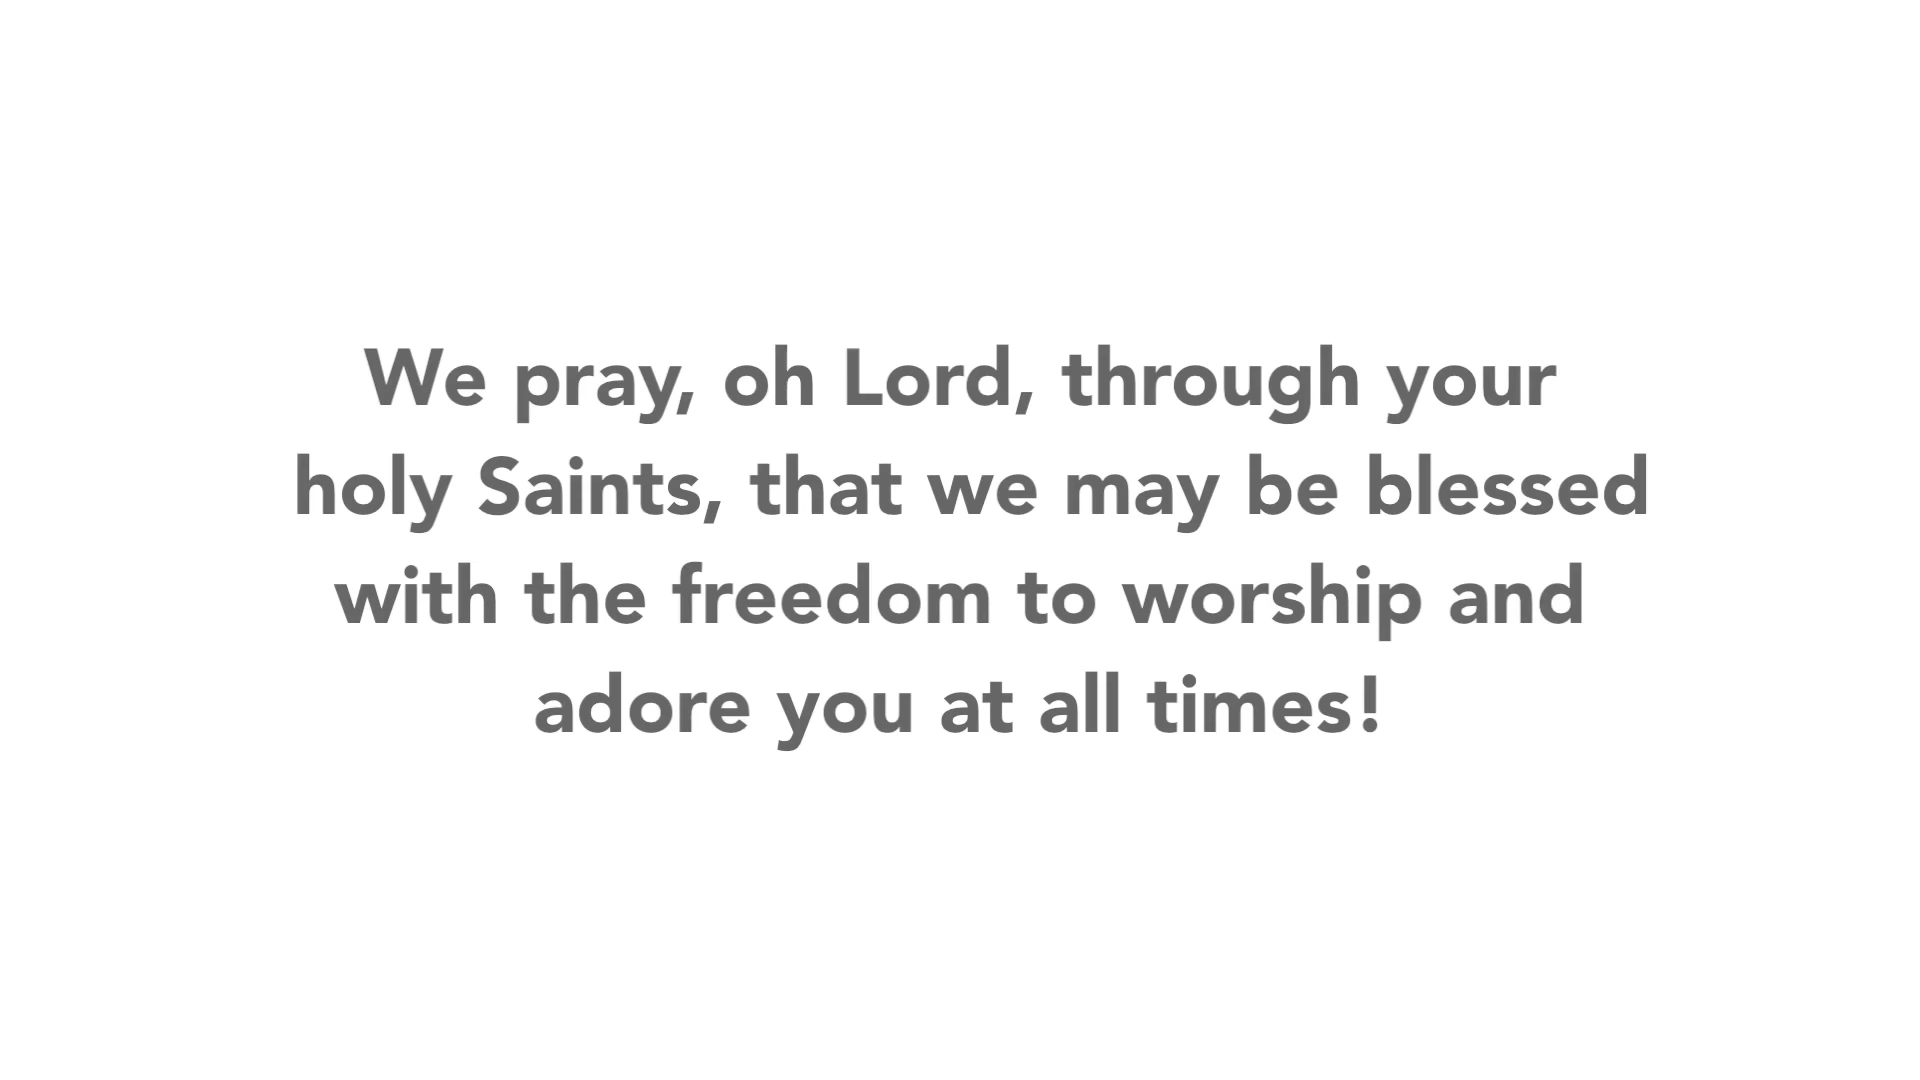 We pray, oh Lord, through your
holy Saints, that we may be blessed
with the freedom to worship and
adore you at all times!